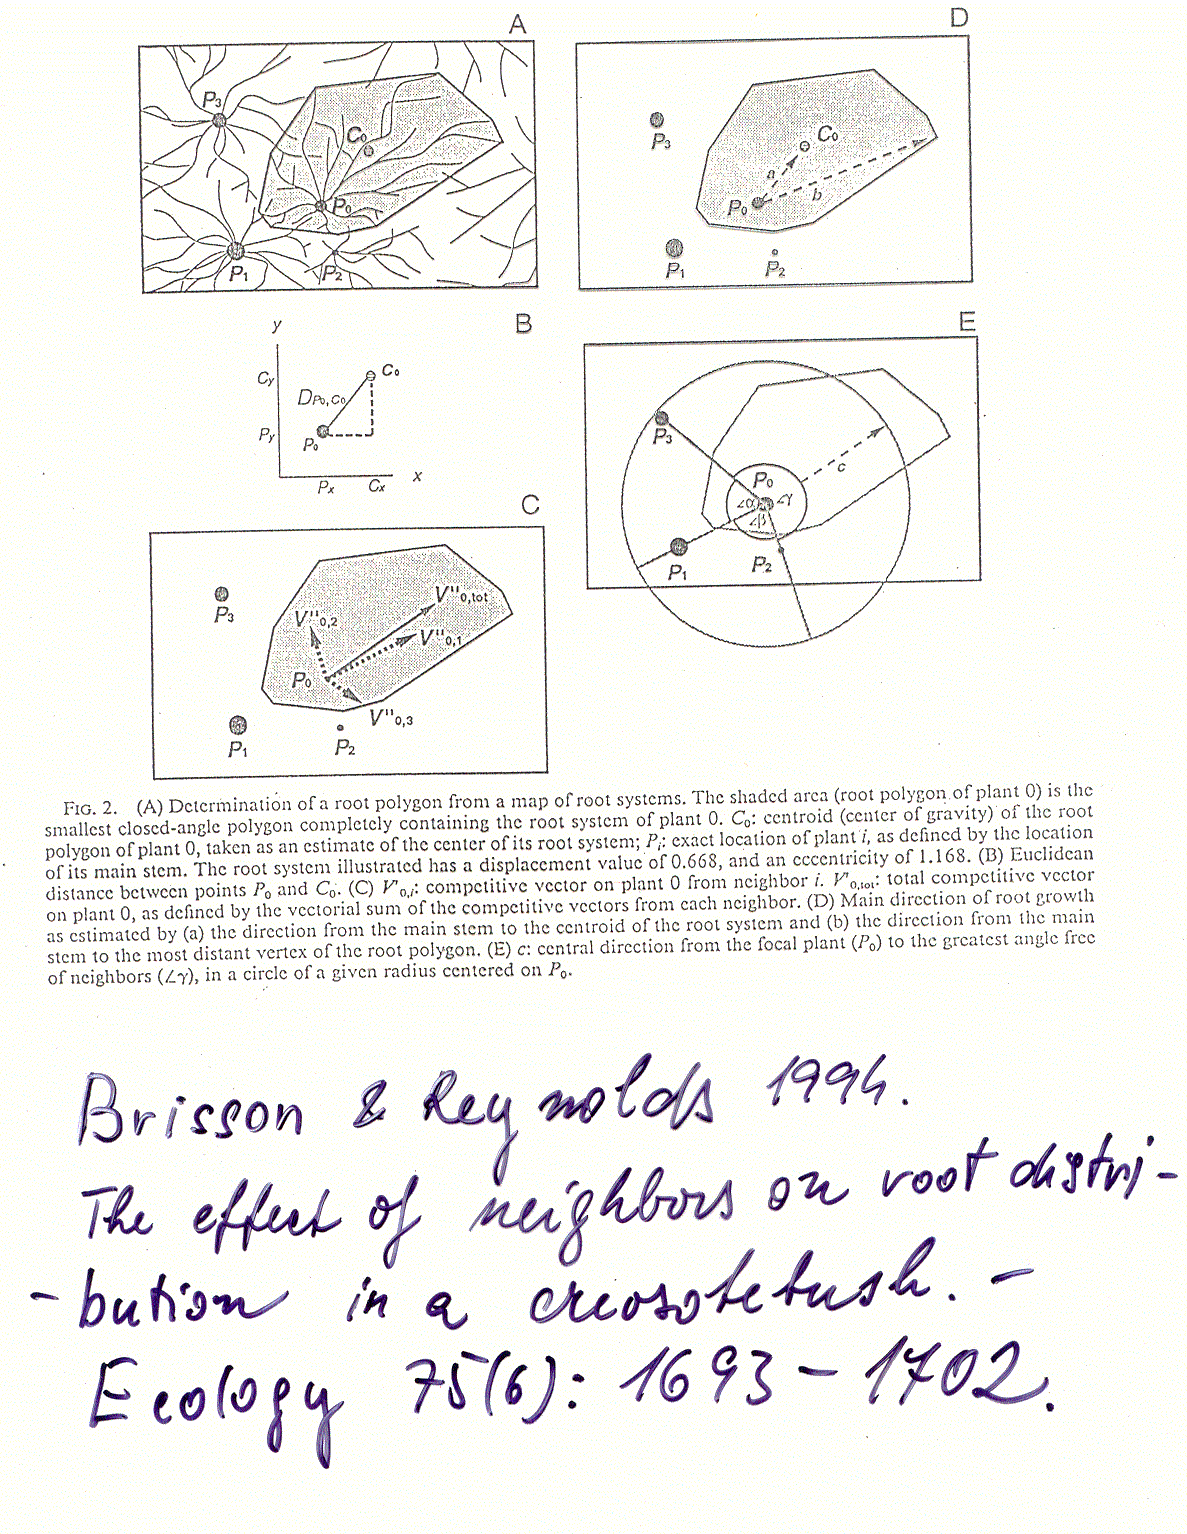 A
P3
C0
P0
P1
P2
D
P3
C0
a
b
P0
P1
P2
B
y
Cy
C0
DP0,C0
Py
P0
Px
Cx
x
E
P3
c
P0
∠α
∠γ
∠β
P1
P2
C
P3
V"0,tot
V"0,2
V"0,1
P0
V"0,3
P1
P2
FIG. 2. (A) Determination of a root polygon from a map of root systems. The shaded area (root polygon of plant 0) is the
smallest closed-angle polygon completely containing the root system of plant 0. C0: centroid (center of gravity) of the root
polygon of plant 0, taken as an estimate of the center of its root system; Pi: exact location of plant i, as defined by the location
of its main stem. The root system illustrated has a displacement value of 0.668, and an eccentricity of 1.168. (B) Euclidean
distance between points P0 and C0. (C) V'0,i: competitive vector on plant 0 from neighbor i. V'0,tot: total competitive vector
on plant 0, as defined by the vectorial sum of the competitive vectors from each neighbor. (D) Main direction of root growth
as estimated by (a) the direction from the main stem to the centroid of the root system and (b) the direction from the main
stem to the most distant vertex of the root polygon. (E) c: central direction from the focal plant (P0) to the greatest angle free
of neighbors (∠γ), in a circle of a given radius centered on P0.
Brisson & Reynolds 1994.
The effect of neighbors on root distri-
-bution in a creosotebush. -
Ecology 75(6): 1693-1702.